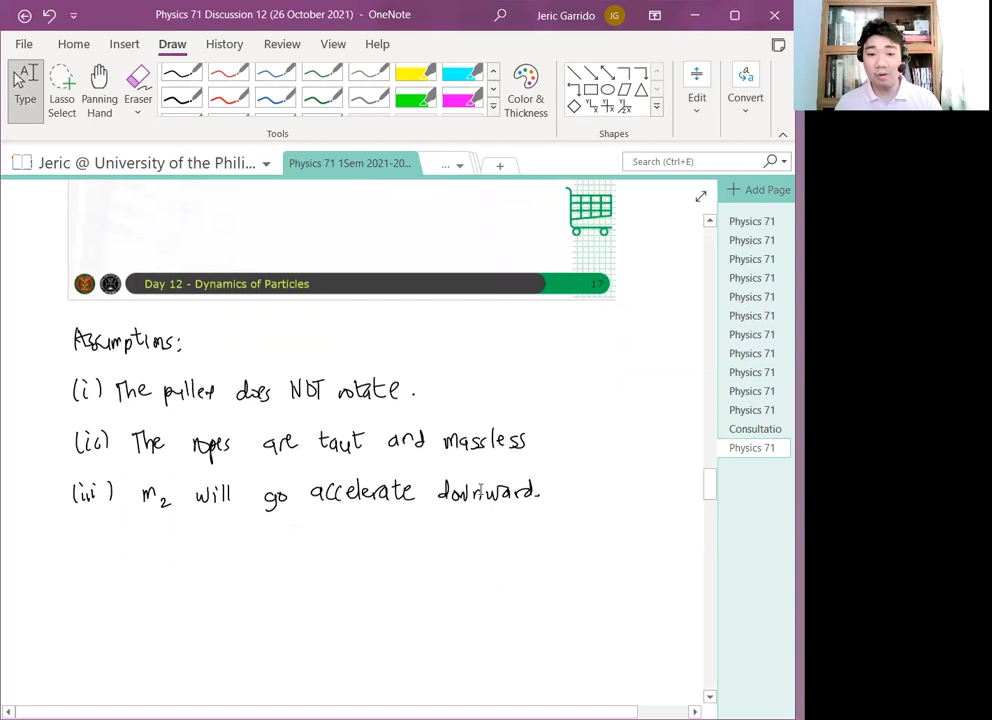 Physics 71 Discussion 12 (26 October 2021) - OneNote
Jeric Garrido
JG
File Home Insert Draw History Review View Help
Type
Lasso Select
Panning Hand
Eraser
Color & Thickness
Edit
Convert
Tools
Shapes
Jeric @ University of the Phili...
Physics 71 1Sem 2021-20...
...
Search (Ctrl+E)
Add Page
Physics 71
Physics 71
Physics 71
Physics 71
Physics 71
Physics 71
Physics 71
Physics 71
Physics 71
Physics 71
Physics 71
Consultatio
Physics 71
Day 12 - Dynamics of Particles 17
Assumptions:
(i) The pulley does NOT rotate.
(ii) The ropes are taut and massless
(iii) m₂ will go accelerate downward.